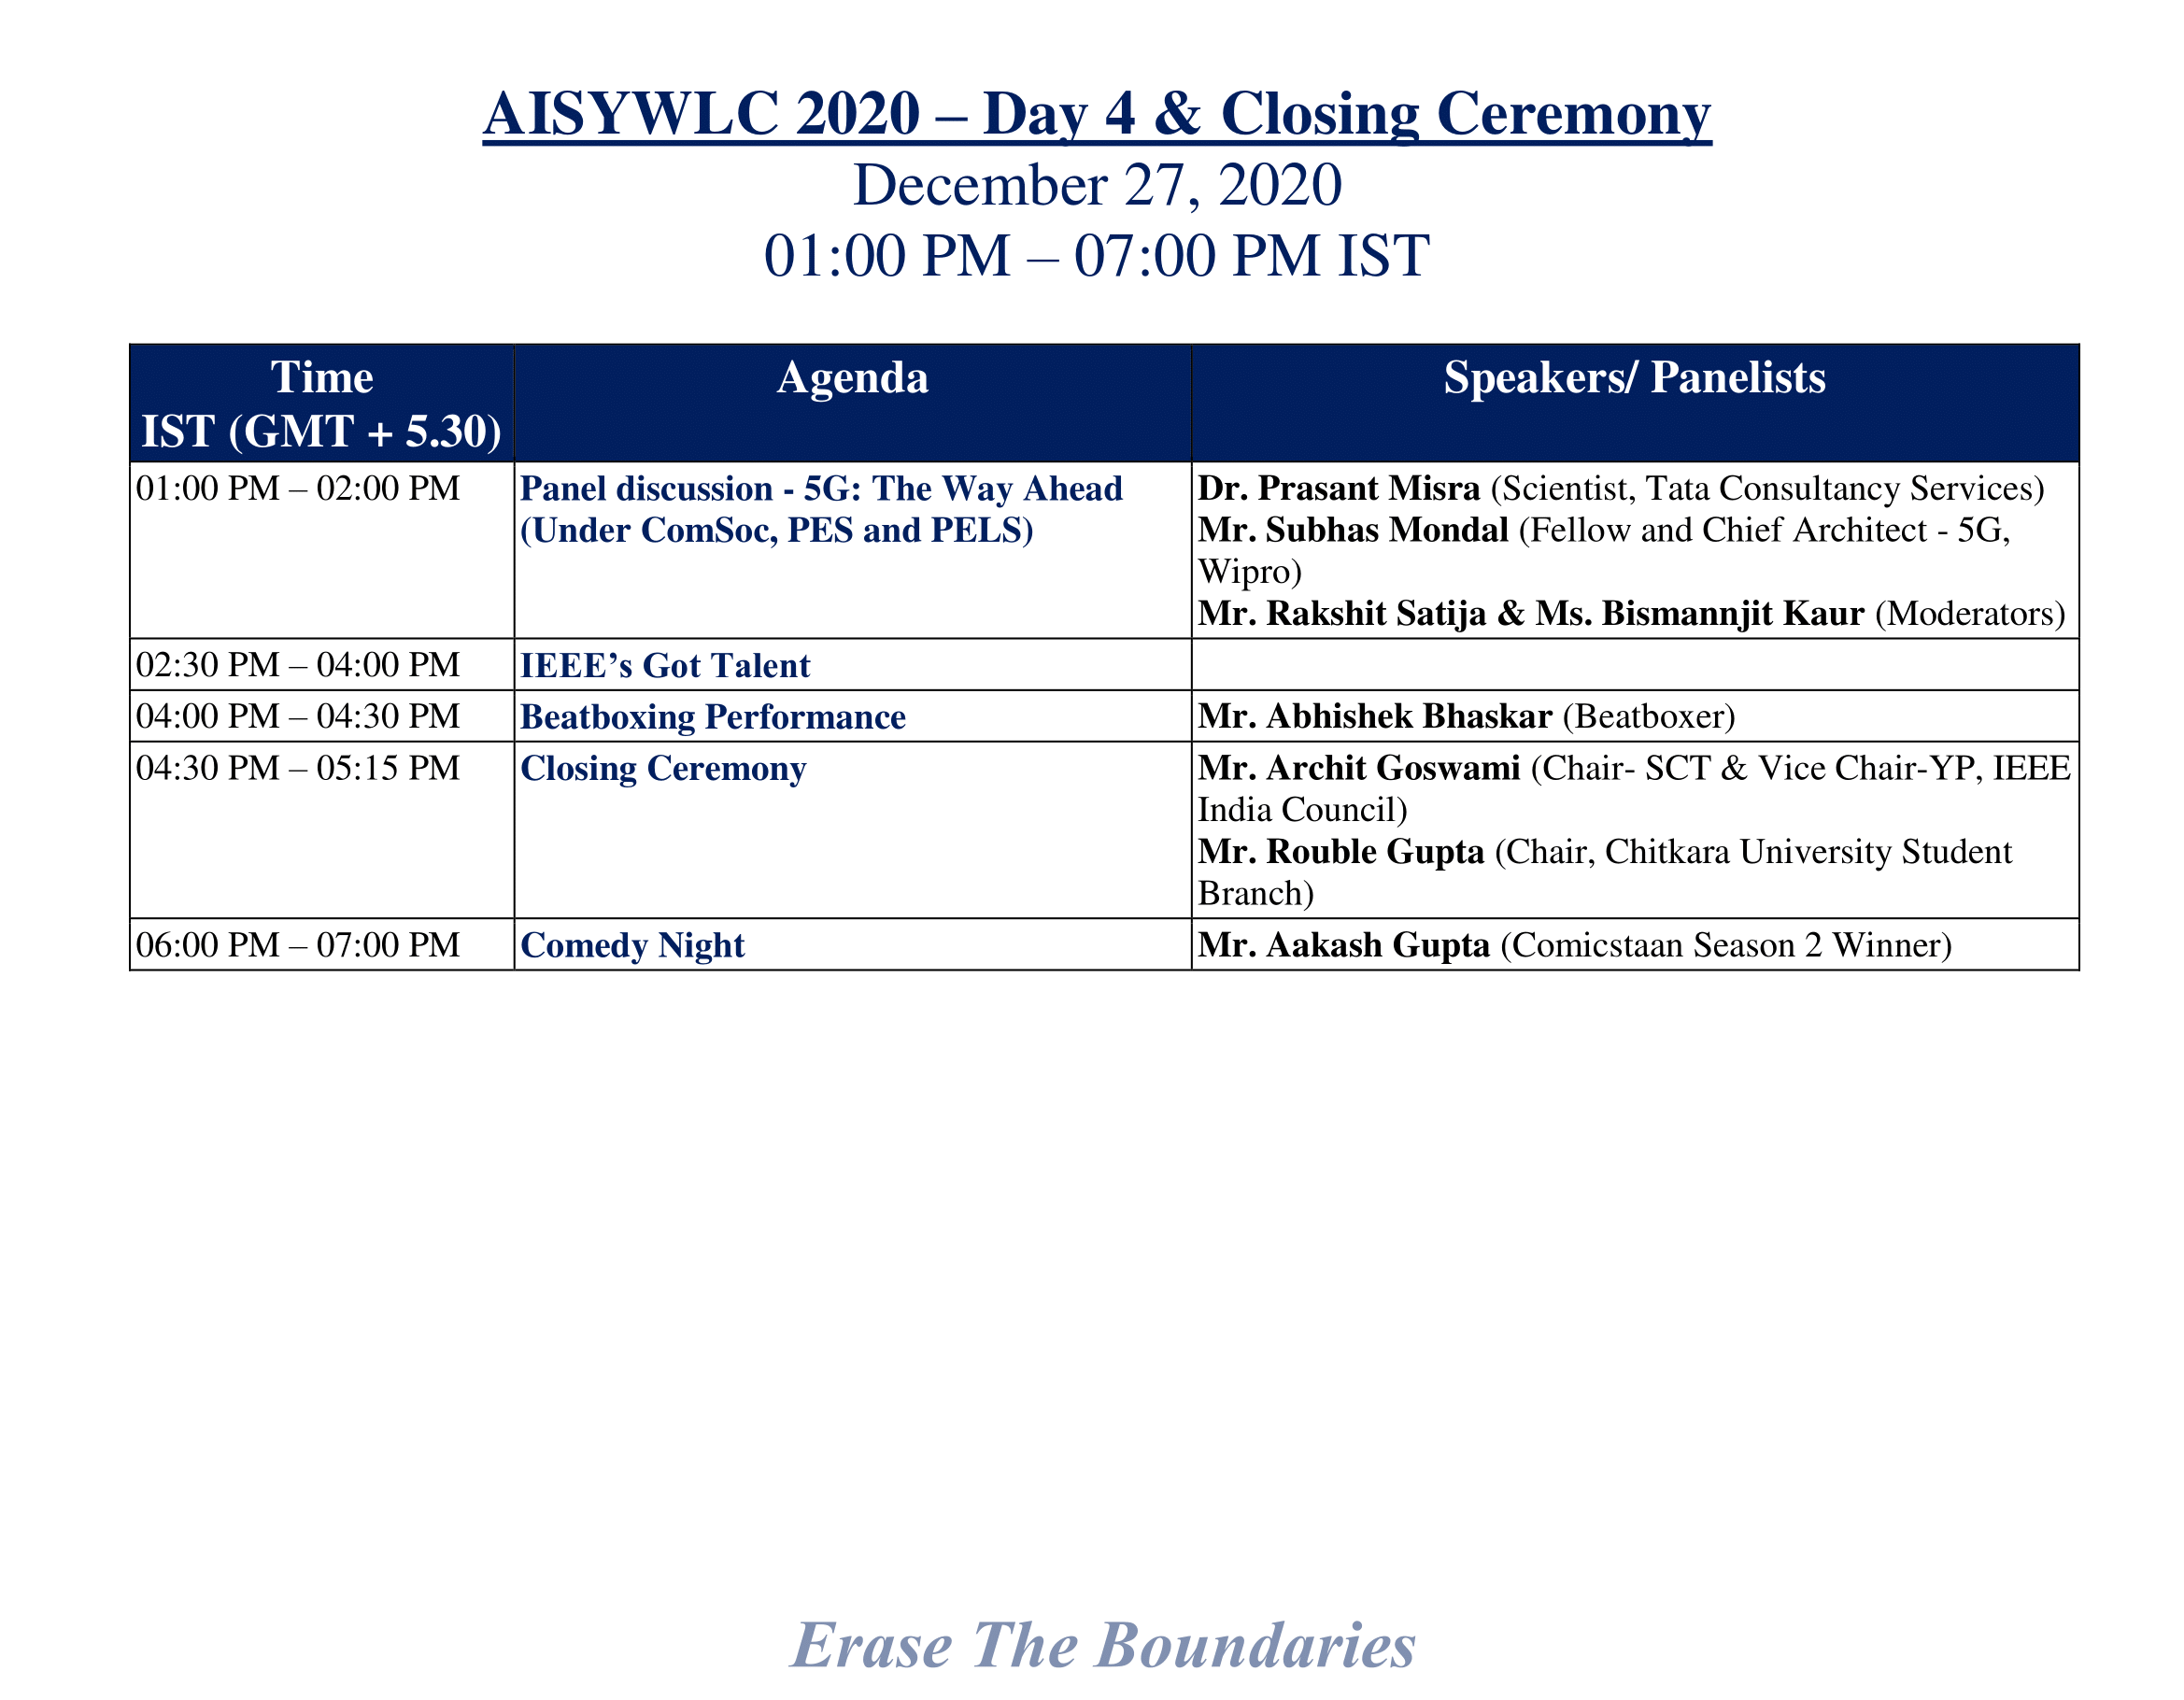 AISYWLC 2020 – Day 4 & Closing Ceremony
December 27, 2020
01:00 PM – 07:00 PM IST
Time
IST (GMT + 5.30)
Agenda
Speakers/ Panelists
01:00 PM – 02:00 PM
Panel discussion - 5G: The Way Ahead
(Under ComSoc, PES and PELS)
Dr. Prasant Misra (Scientist, Tata Consultancy Services)
Mr. Subhas Mondal (Fellow and Chief Architect - 5G,
Wipro)
Mr. Rakshit Satija & Ms. Bismannjit Kaur (Moderators)
02:30 PM – 04:00 PM
IEEE’s Got Talent
04:00 PM – 04:30 PM
Beatboxing Performance
Mr. Abhishek Bhaskar (Beatboxer)
04:30 PM – 05:15 PM
Closing Ceremony
Mr. Archit Goswami (Chair- SCT & Vice Chair-YP, IEEE
India Council)
Mr. Rouble Gupta (Chair, Chitkara University Student
Branch)
06:00 PM – 07:00 PM
Comedy Night
Mr. Aakash Gupta (Comicstaan Season 2 Winner)
Erase The Boundaries